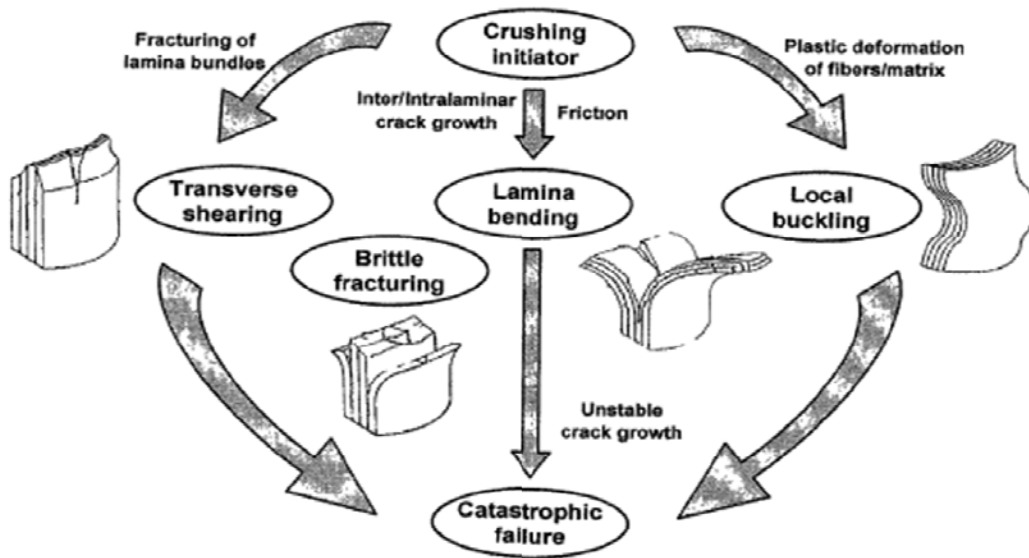 Crushing
initiator
Fracturing of
lamina bundles
Plastic deformation
of fibers/matrix
Inter/Intralaminar
crack growth
Friction
Transverse
shearing
Lamina
bending
Local
buckling
Brittle
fracturing
Unstable
crack growth
Catastrophic
failure